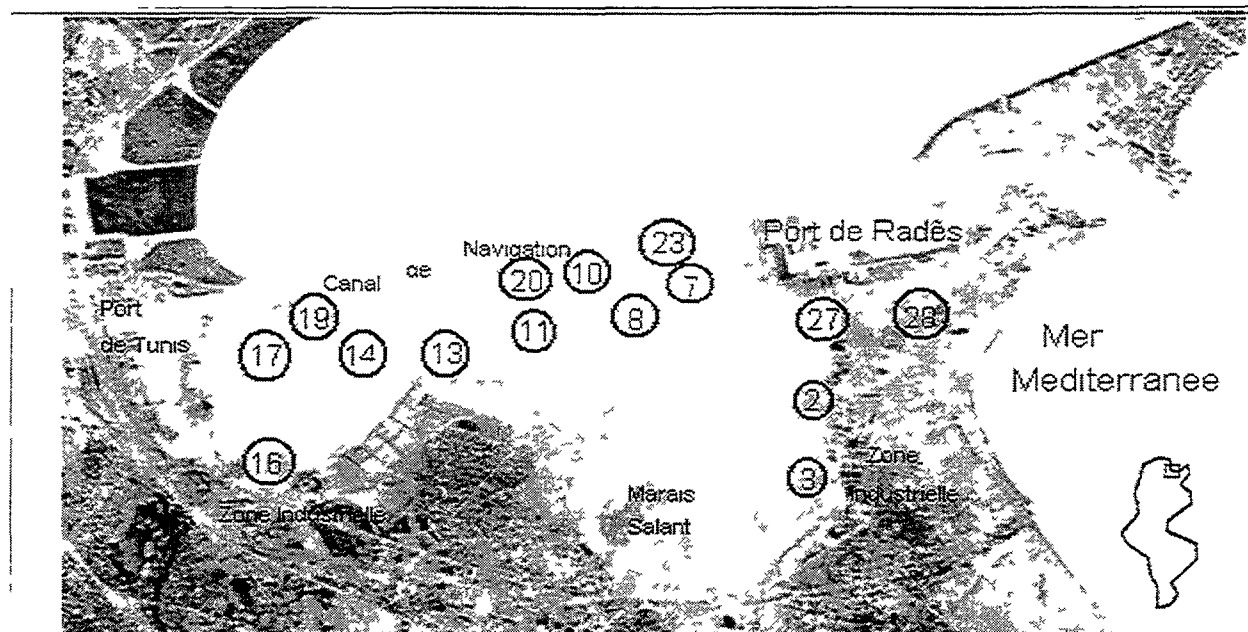 Port de Radès
23
Navigation
20
10
7
Canal
de
Port
de Tunis
19
17
14
13
11
8
27
28
Mer
Mediterranee
2
16
3
Zone
Industrielle
Zone Industrielle
Marais
Salant